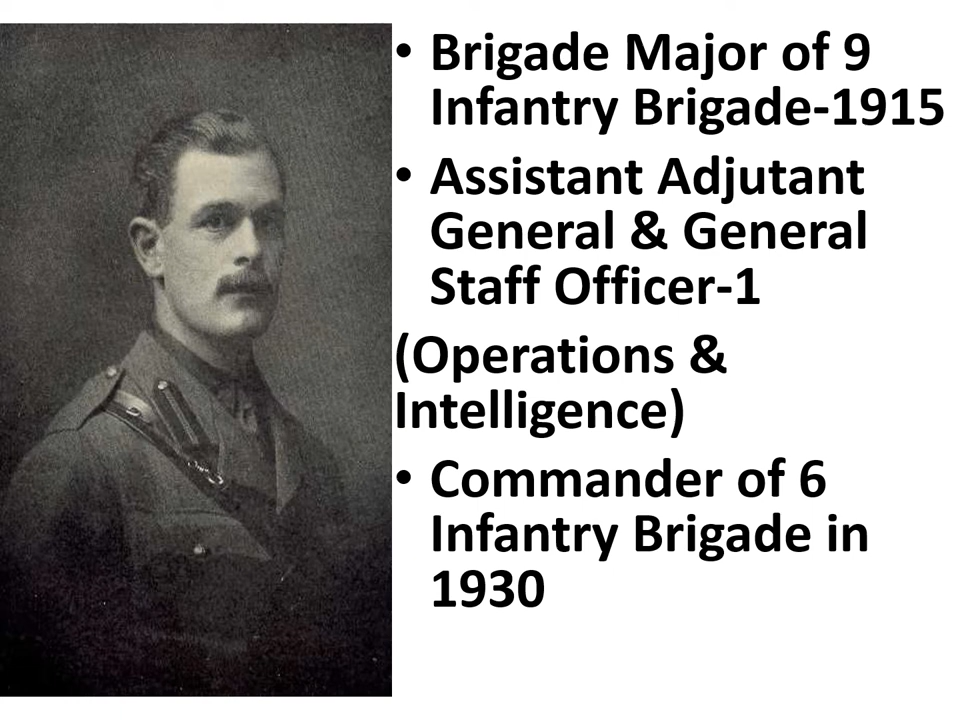 • Brigade Major of 9
Infantry Brigade-1915
• Assistant Adjutant
General & General
Staff Officer-1
(Operations &
Intelligence)
• Commander of 6
Infantry Brigade in
1930